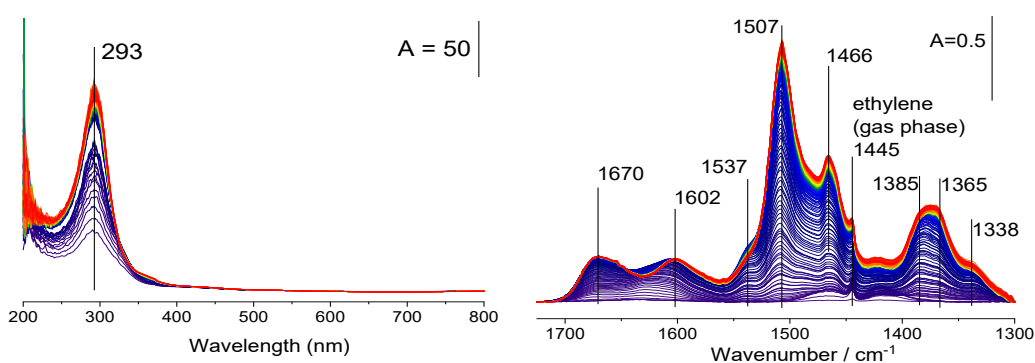 293
A = 50
200 300 400 500 600 700 800
Wavelength (nm)
1507
A=0.5
1466
ethylene
(gas phase)
1445
1537
1670
1602
1385
1365
1338
1700 1600 1500 1400 1300
Wavenumber / cm⁻¹